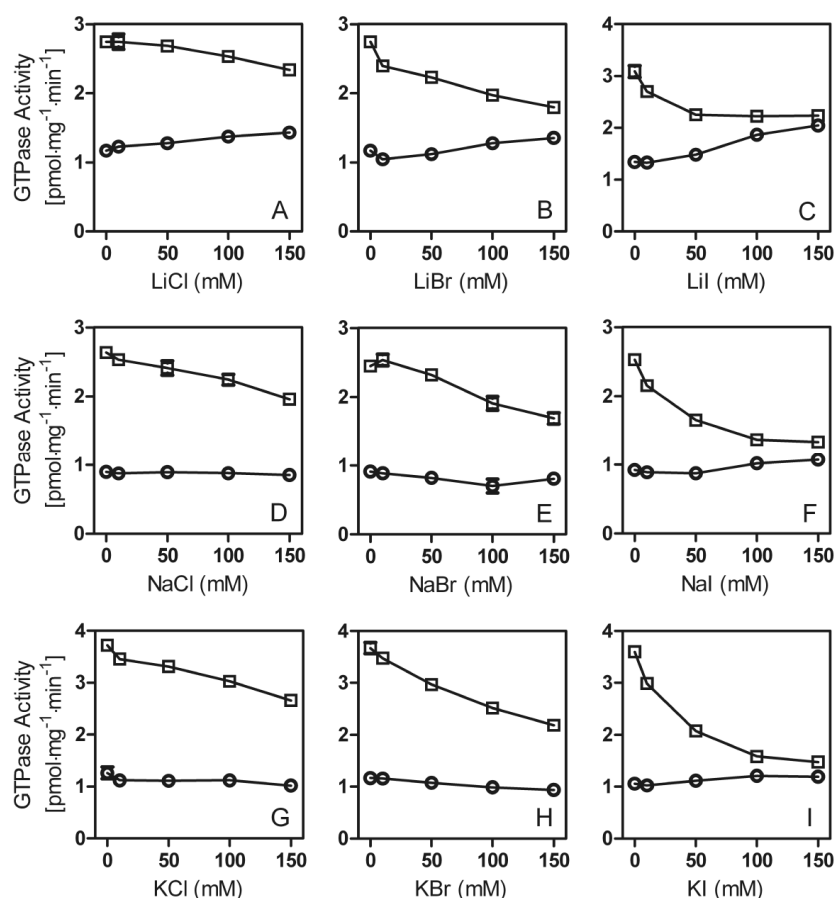 GTPase Activity
[pmol·mg⁻¹·min⁻¹]
3
2
1
0
A
0 50 100 150
LiCl (mM)
3
2
1
0
B
0 50 100 150
LiBr (mM)
4
3
2
1
0
C
0 50 100 150
LiI (mM)
GTPase Activity
[pmol·mg⁻¹·min⁻¹]
3
2
1
0
D
0 50 100 150
NaCl (mM)
3
2
1
0
E
0 50 100 150
NaBr (mM)
3
2
1
0
F
0 50 100 150
NaI (mM)
GTPase Activity
[pmol·mg⁻¹·min⁻¹]
4
3
2
1
0
G
0 50 100 150
KCl (mM)
4
3
2
1
0
H
0 50 100 150
KBr (mM)
4
3
2
1
0
I
0 50 100 150
KI (mM)